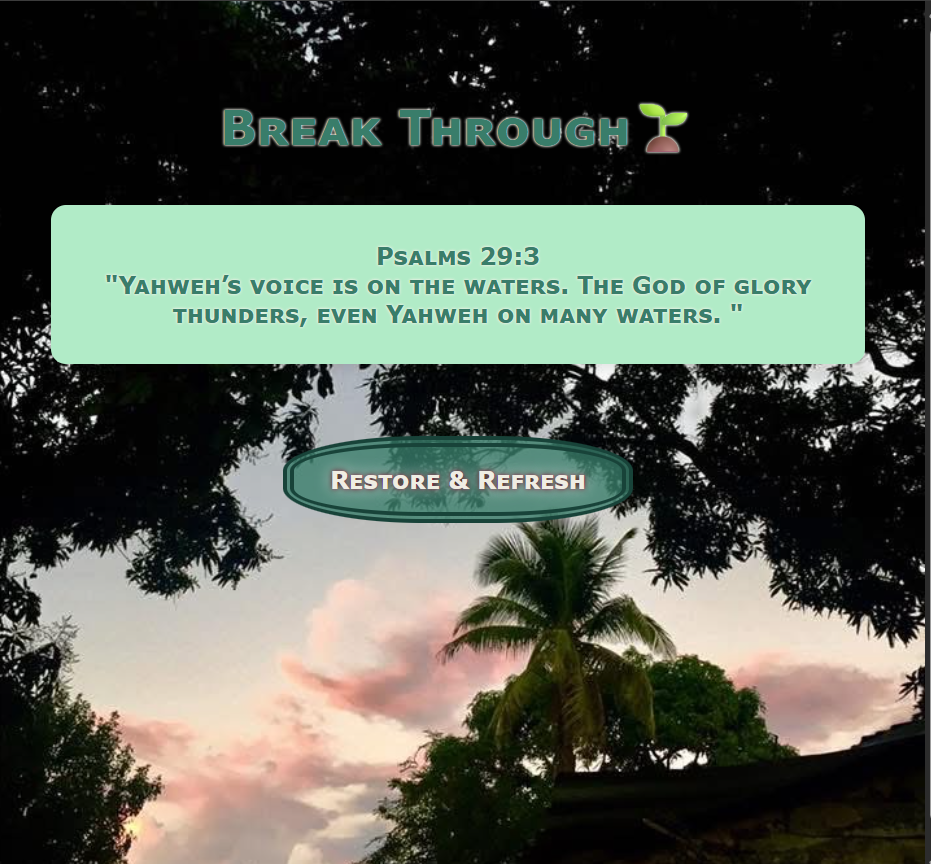 Break Through🌱
Psalms 29:3
"Yahweh’s voice is on the waters. The God of glory
thunders, even Yahweh on many waters. "
Restore & Refresh